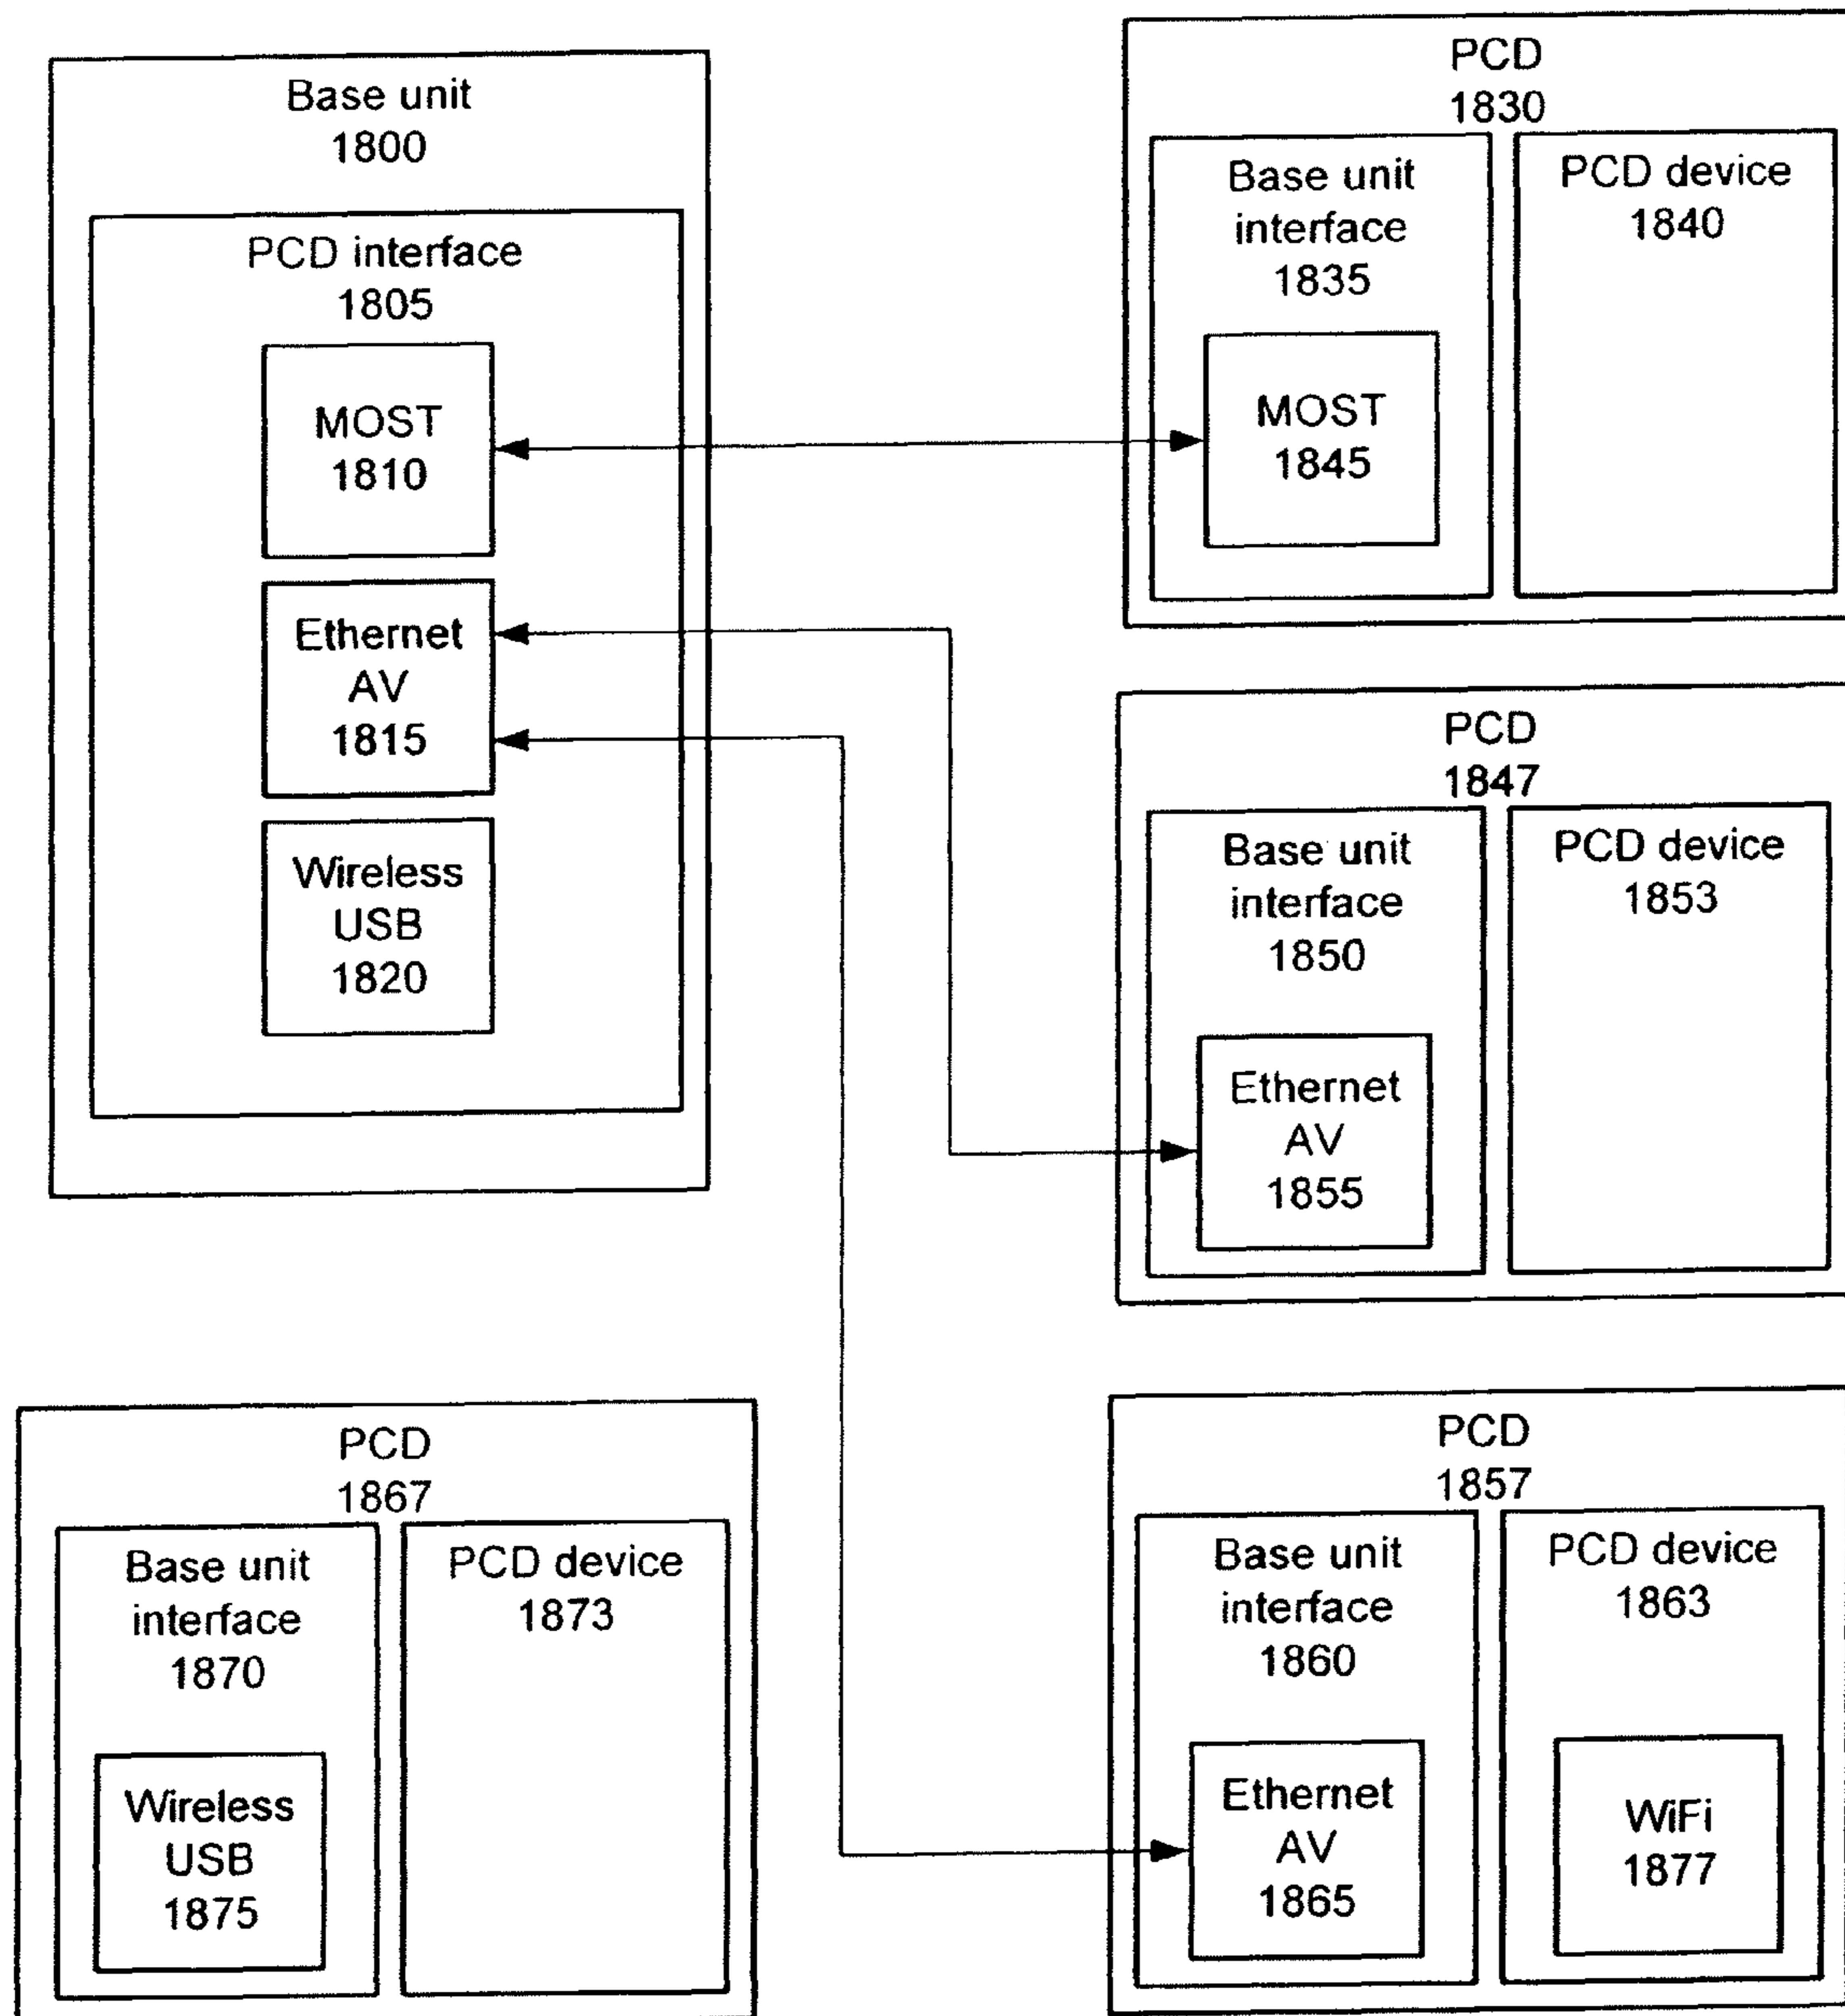 Base unit
1800
PCD interface
1805
MOST
1810
Ethernet
AV
1815
Wireless
USB
1820
PCD
1830
Base unit
interface
1835
MOST
1845
PCD device
1840
PCD
1847
Base unit
interface
1850
Ethernet
AV
1855
PCD device
1853
PCD
1867
Base unit
interface
1870
Wireless
USB
1875
PCD device
1873
PCD
1857
Base unit
interface
1860
Ethernet
AV
1865
PCD device
1863
WiFi
1877